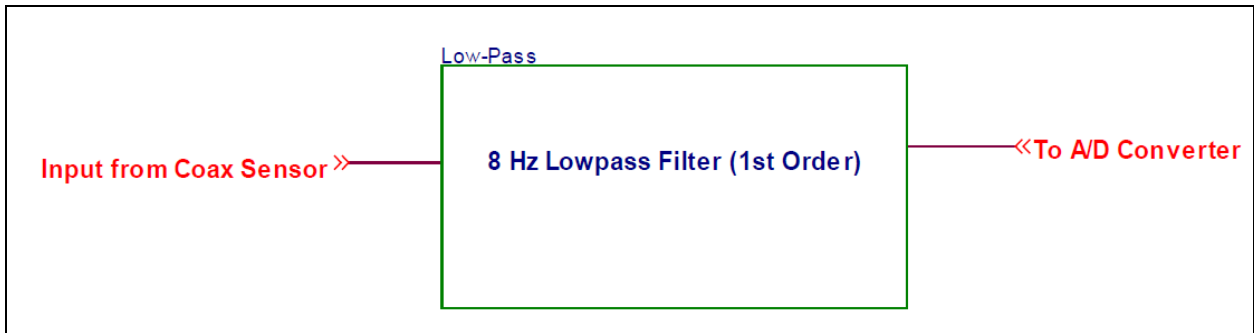 Low-Pass
8 Hz Lowpass Filter (1st Order)
Input from Coax Sensor
To A/D Converter